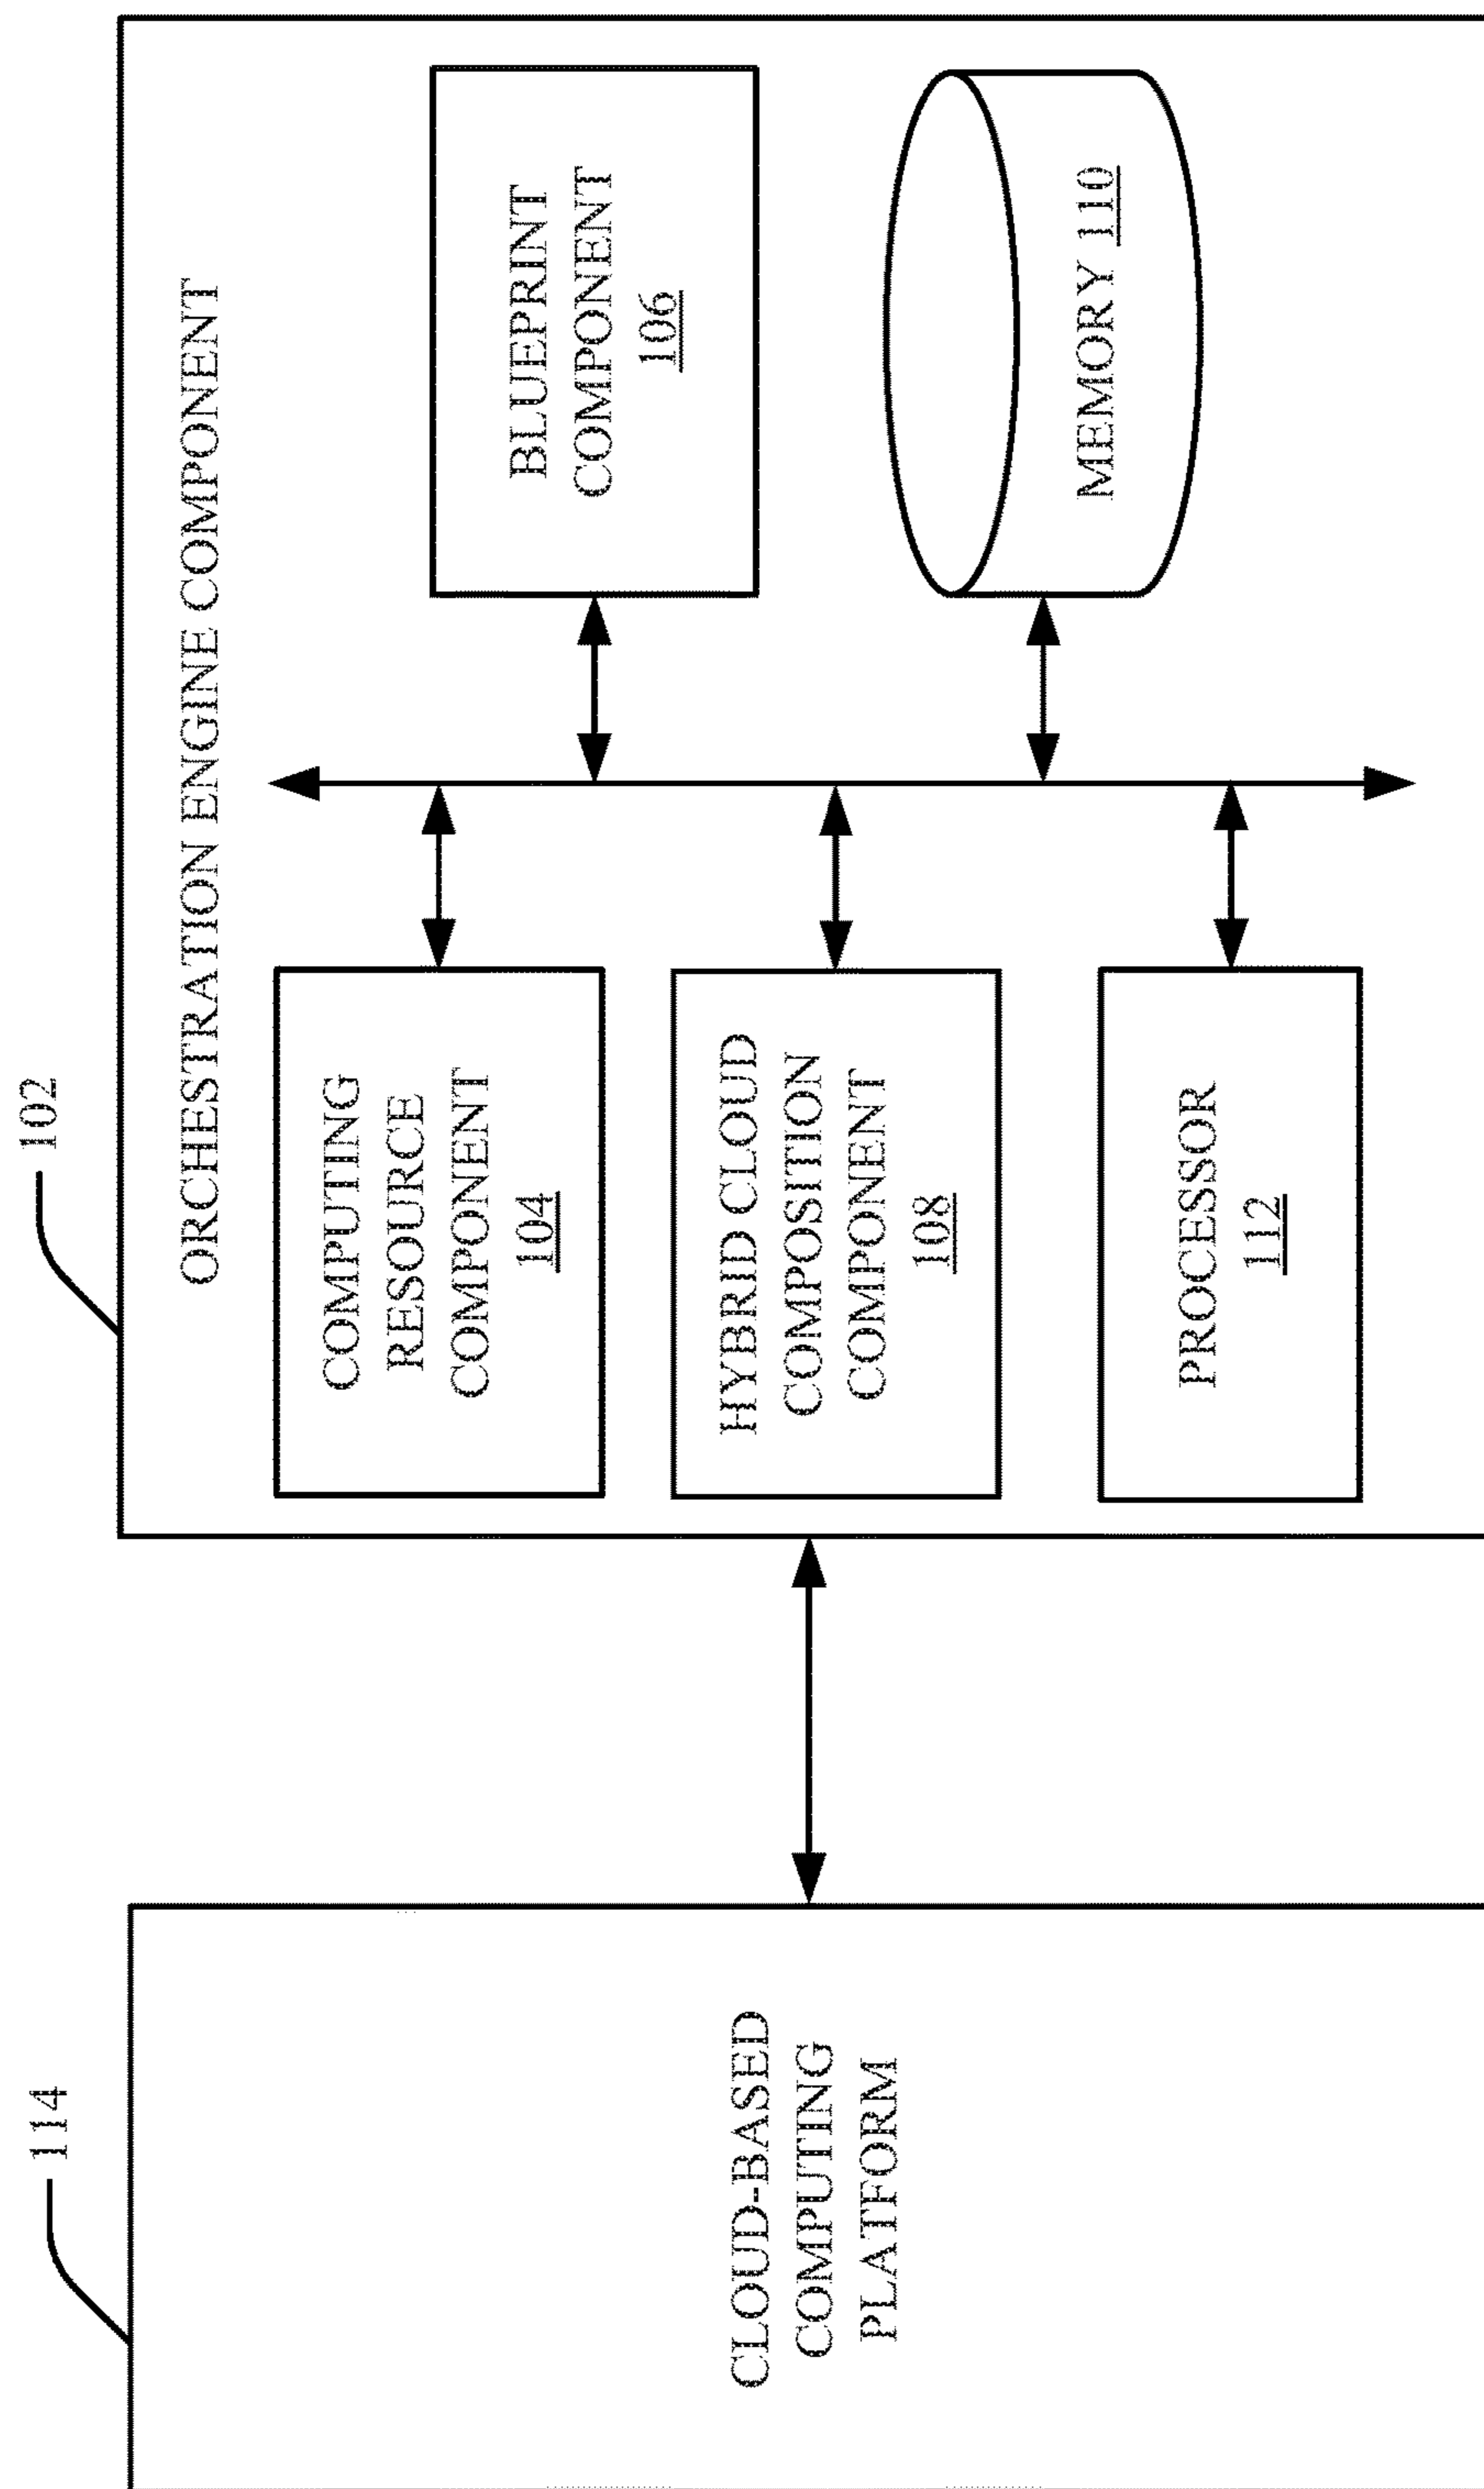 114
CLOUD-BASED
COMPUTING
PLATFORM
102
ORCHESTRATION ENGINE COMPONENT
COMPUTING
RESOURCE
COMPONENT
104
BLUEPRINT
COMPONENT
106
HYBRID CLOUD
COMPOSITION
COMPONENT
108
MEMORY 110
PROCESSOR
112